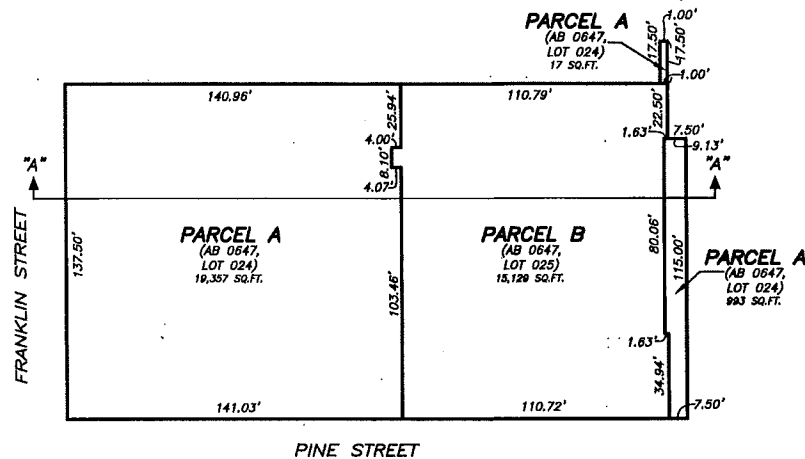 PARCEL A
(AB 0647,
LOT 024)
17 SQ.FT.
1.00'
17.50'
17.50'
1.00'
140.96'
110.79'
25.94'
22.50'
4.00'
8.10'
4.07'
1.63'
7.50'
9.13'
"A"
"A"
FRANKLIN STREET
137.50'
PARCEL A
(AB 0647,
LOT 024)
19,357 SQ.FT.
103.46'
PARCEL B
(AB 0647,
LOT 025)
15,129 SQ.FT.
80.06'
115.00'
PARCEL A
(AB 0647,
LOT 024)
993 SQ.FT.
1.63'
34.94'
141.03'
110.72'
7.50'
PINE STREET